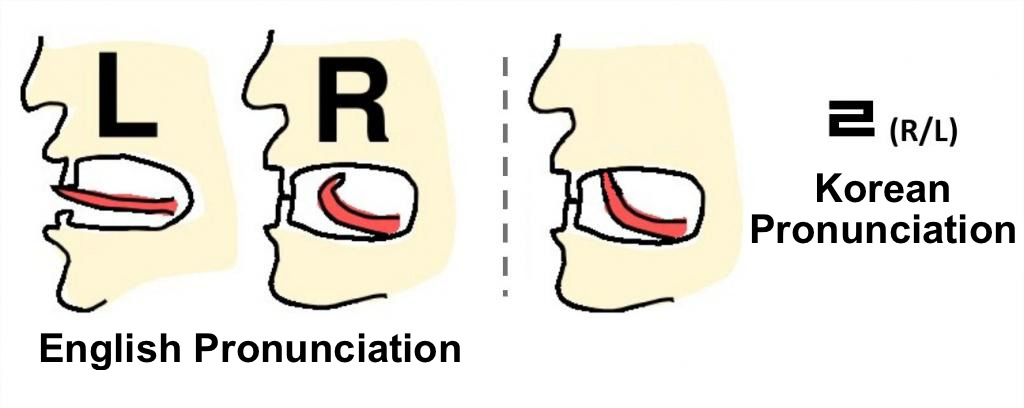 L
R
ㄹ (R/L)
Korean
Pronunciation
English Pronunciation